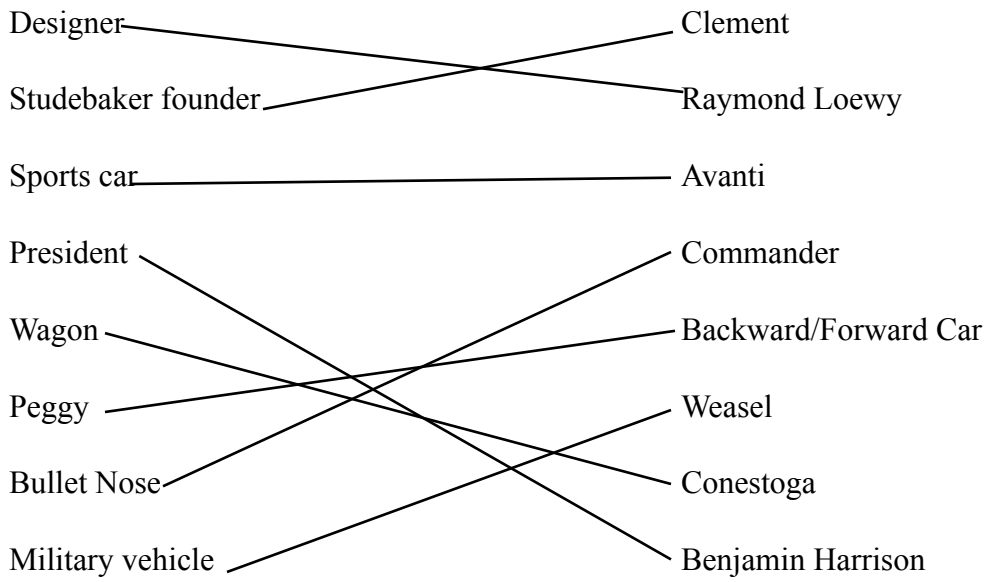 Designer Clement
Studebaker founder Raymond Loewy
Sports car Avanti
President Commander
Wagon Backward/Forward Car
Peggy Weasel
Bullet Nose Conestoga
Military vehicle Benjamin Harrison